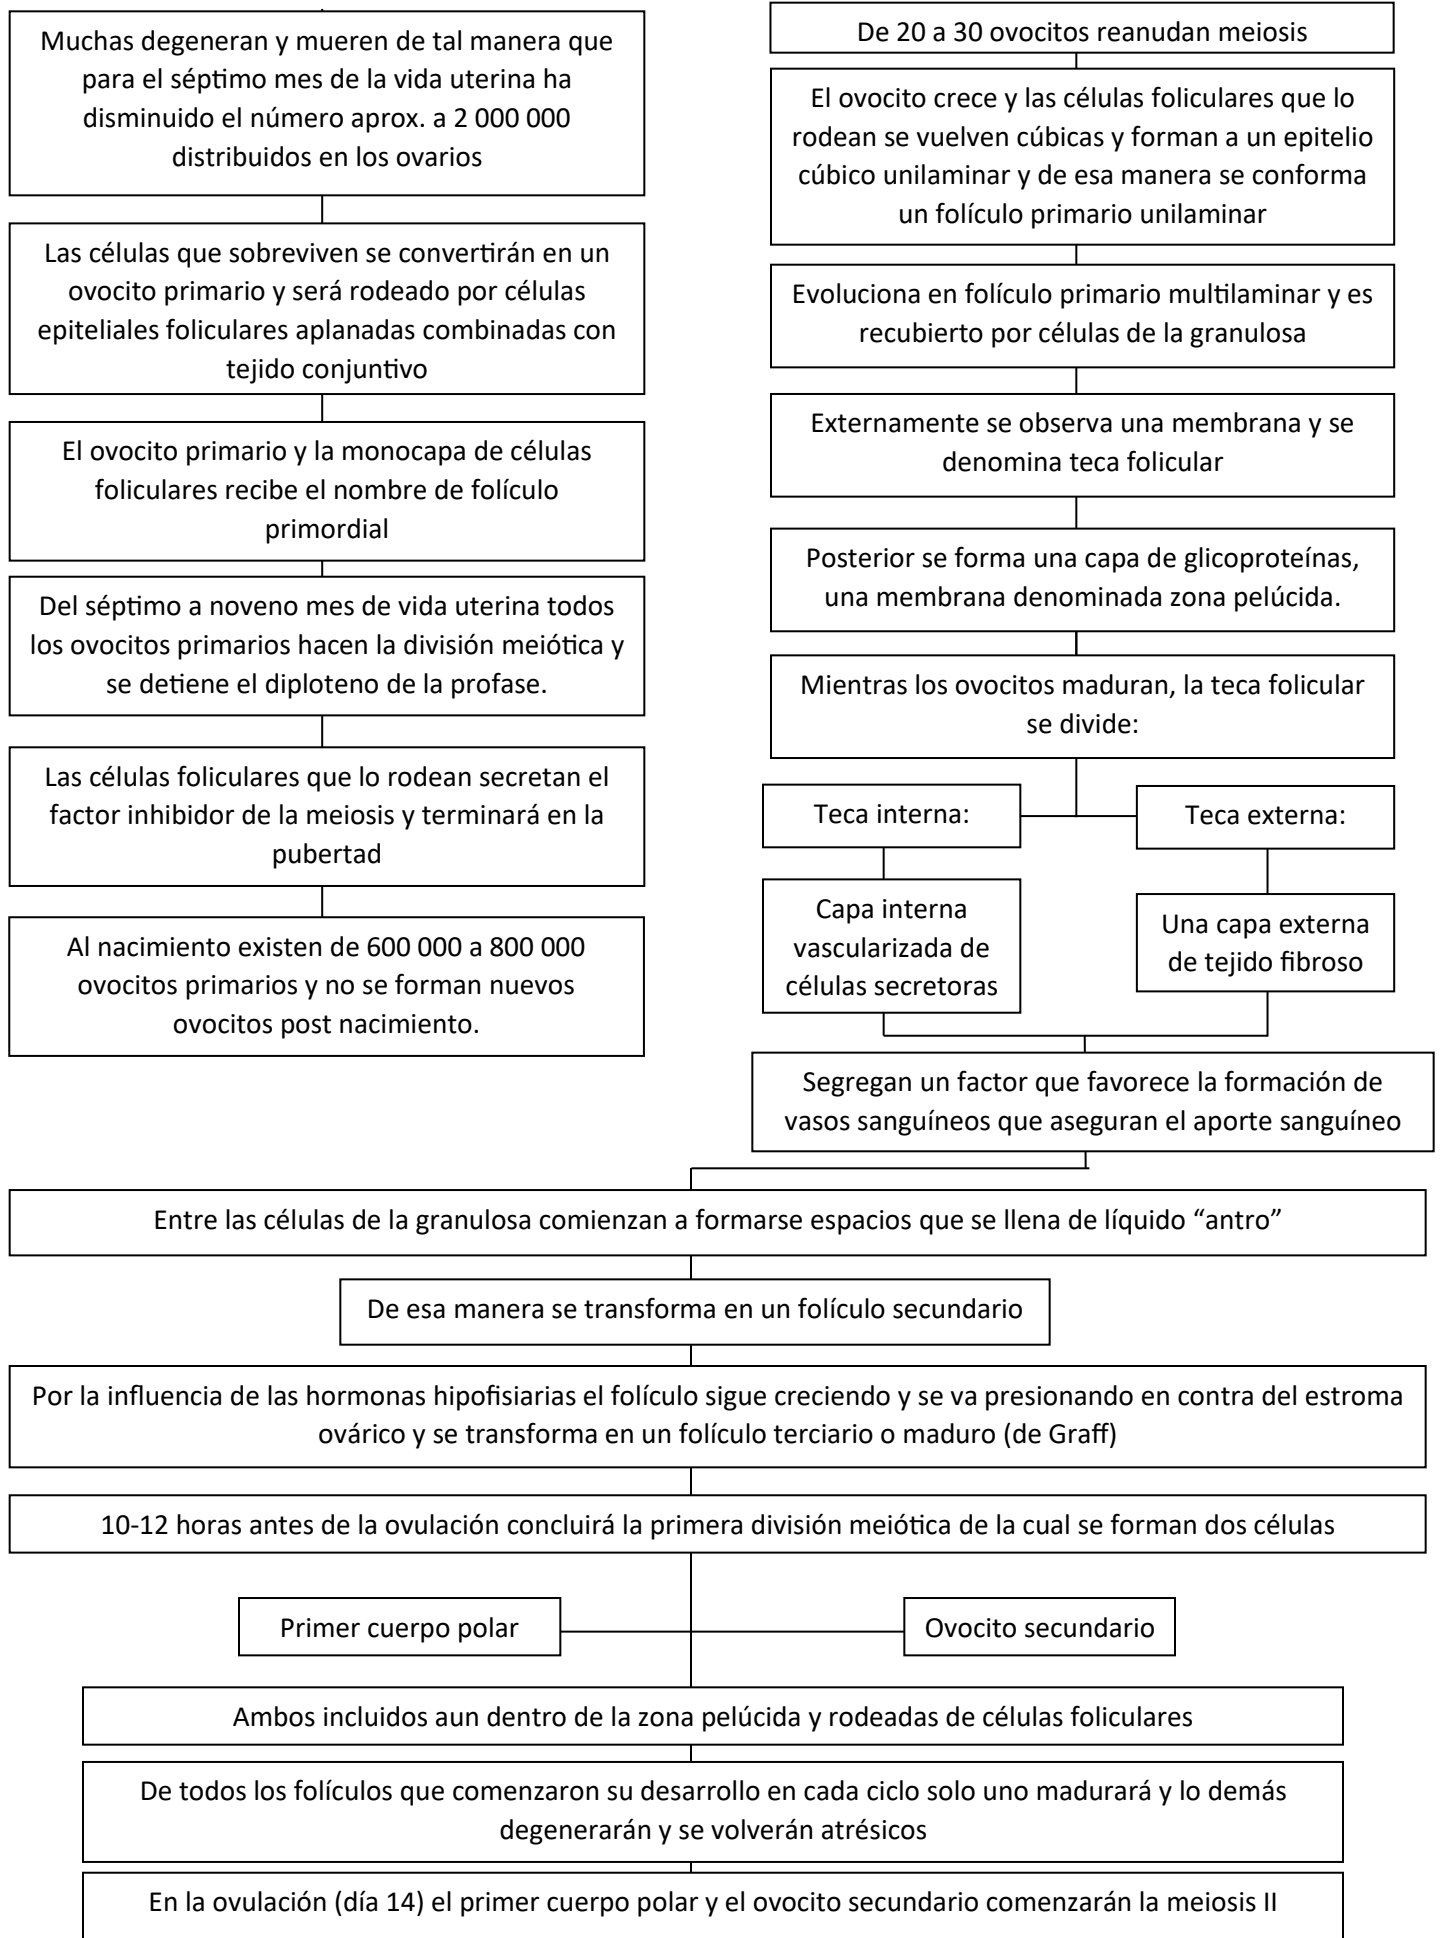 Muchas degeneran y mueren de tal manera que
para el séptimo mes de la vida uterina ha
disminuido el número aprox. a 2 000 000
distribuidos en los ovarios
Las células que sobreviven se convertirán en un
ovocito primario y será rodeado por células
epiteliales foliculares aplanadas combinadas con
tejido conjuntivo
El ovocito primario y la monocapa de células
foliculares recibe el nombre de folículo
primordial
Del séptimo a noveno mes de vida uterina todos
los ovocitos primarios hacen la división meiótica y
se detiene el diploteno de la profase.
Las células foliculares que lo rodean secretan el
factor inhibidor de la meiosis y terminará en la
pubertad
Al nacimiento existen de 600 000 a 800 000
ovocitos primarios y no se forman nuevos
ovocitos post nacimiento.
De 20 a 30 ovocitos reanudan meiosis
El ovocito crece y las células foliculares que lo
rodean se vuelven cúbicas y forman a un epitelio
cúbico unilaminar y de esa manera se conforma
un folículo primario unilaminar
Evoluciona en folículo primario multilaminar y es
recubierto por células de la granulosa
Externamente se observa una membrana y se
denomina teca folicular
Posterior se forma una capa de glicoproteínas,
una membrana denominada zona pelúcida.
Mientras los ovocitos maduran, la teca folicular
se divide:
Teca interna:
Capa interna
vascularizada de
células secretoras
Teca externa:
Una capa externa
de tejido fibroso
Segregan un factor que favorece la formación de
vasos sanguíneos que aseguran el aporte sanguíneo
Entre las células de la granulosa comienzan a formarse espacios que se llena de líquido “antro”
De esa manera se transforma en un folículo secundario
Por la influencia de las hormonas hipofisiarias el folículo sigue creciendo y se va presionando en contra del estroma
ovárico y se transforma en un folículo terciario o maduro (de Graff)
10-12 horas antes de la ovulación concluirá la primera división meiótica de la cual se forman dos células
Primer cuerpo polar
Ovocito secundario
Ambos incluidos aun dentro de la zona pelúcida y rodeadas de células foliculares
De todos los folículos que comenzaron su desarrollo en cada ciclo solo uno madurará y lo demás
degenerarán y se volverán atrésicos
En la ovulación (día 14) el primer cuerpo polar y el ovocito secundario comenzarán la meiosis II